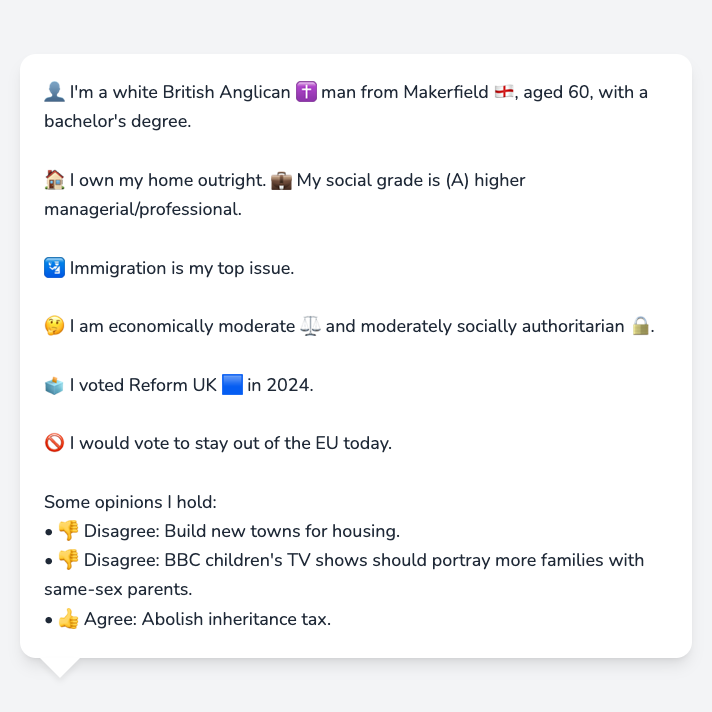 👤 I'm a white British Anglican ✝️ man from Makerfield 🏴󠁧󠁢󠁥󠁮󠁧󠁿, aged 60, with a
bachelor's degree.
🏠 I own my home outright. 💼 My social grade is (A) higher
managerial/professional.
🛂 Immigration is my top issue.
🤔 I am economically moderate ⚖️ and moderately socially authoritarian 🔒.
🗳️ I voted Reform UK 🟦 in 2024.
🚫 I would vote to stay out of the EU today.
Some opinions I hold:
• 👎 Disagree: Build new towns for housing.
• 👎 Disagree: BBC children's TV shows should portray more families with
same-sex parents.
• 👍 Agree: Abolish inheritance tax.